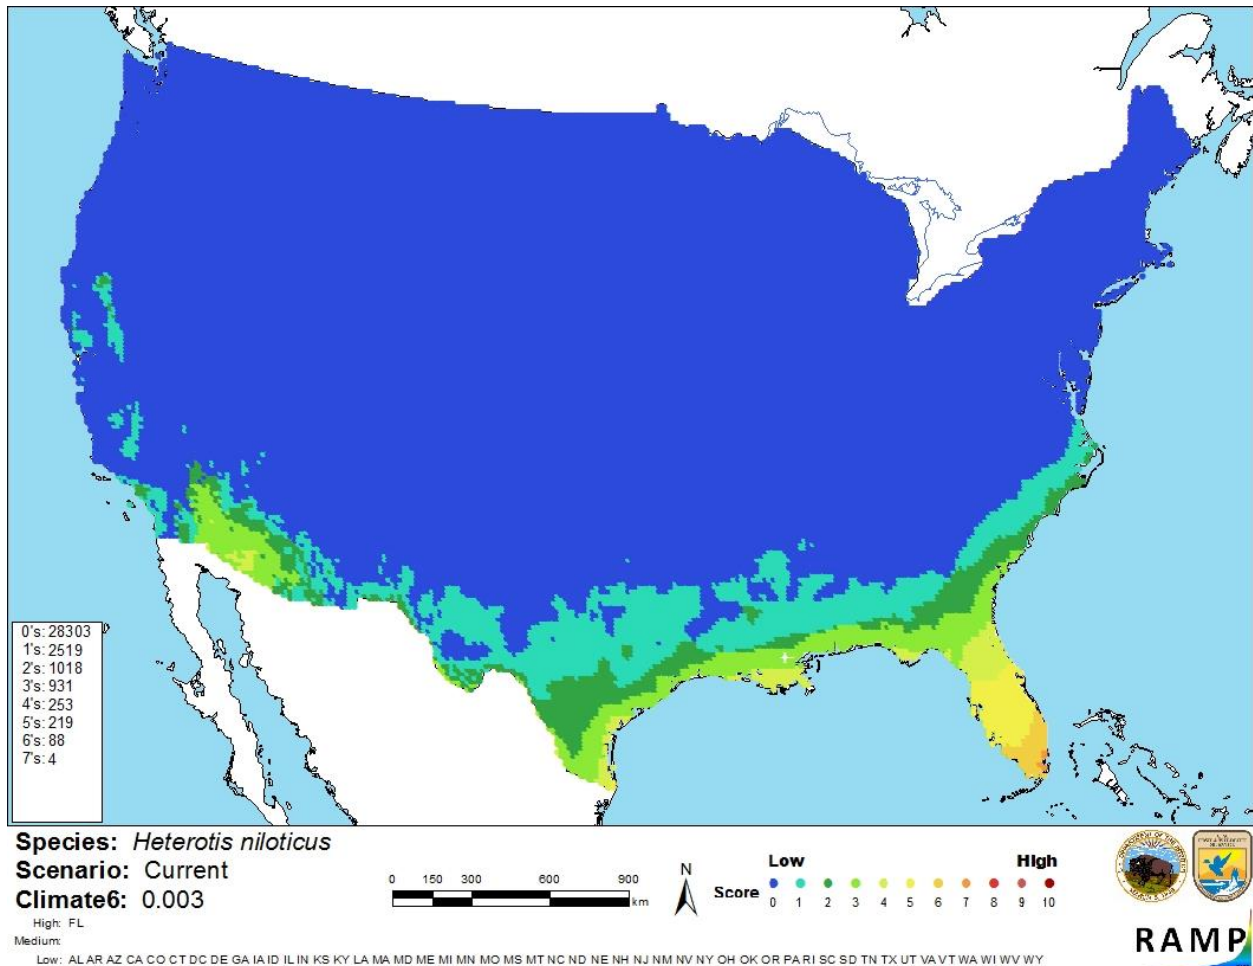 0's: 28303
1's: 2519
2's: 1018
3's: 931
4's: 253
5's: 219
6's: 88
7's: 4
Species: Heterotis niloticus
Scenario: Current
Climate6: 0.003
High: FL
Medium:
Low: AL AR AZ CA CO CT DC DE GA IA ID IL IN KS KY LA MA MD ME MI MN MO MS MT NC ND NE NH NJ NM NV NY OH OK OR PA RI SC SD TN TX UT VA VT WA WI WV WY
0 150 300 600 900
km
N
Low High
Score
0 1 2 3 4 5 6 7 8 9 10
RAMP